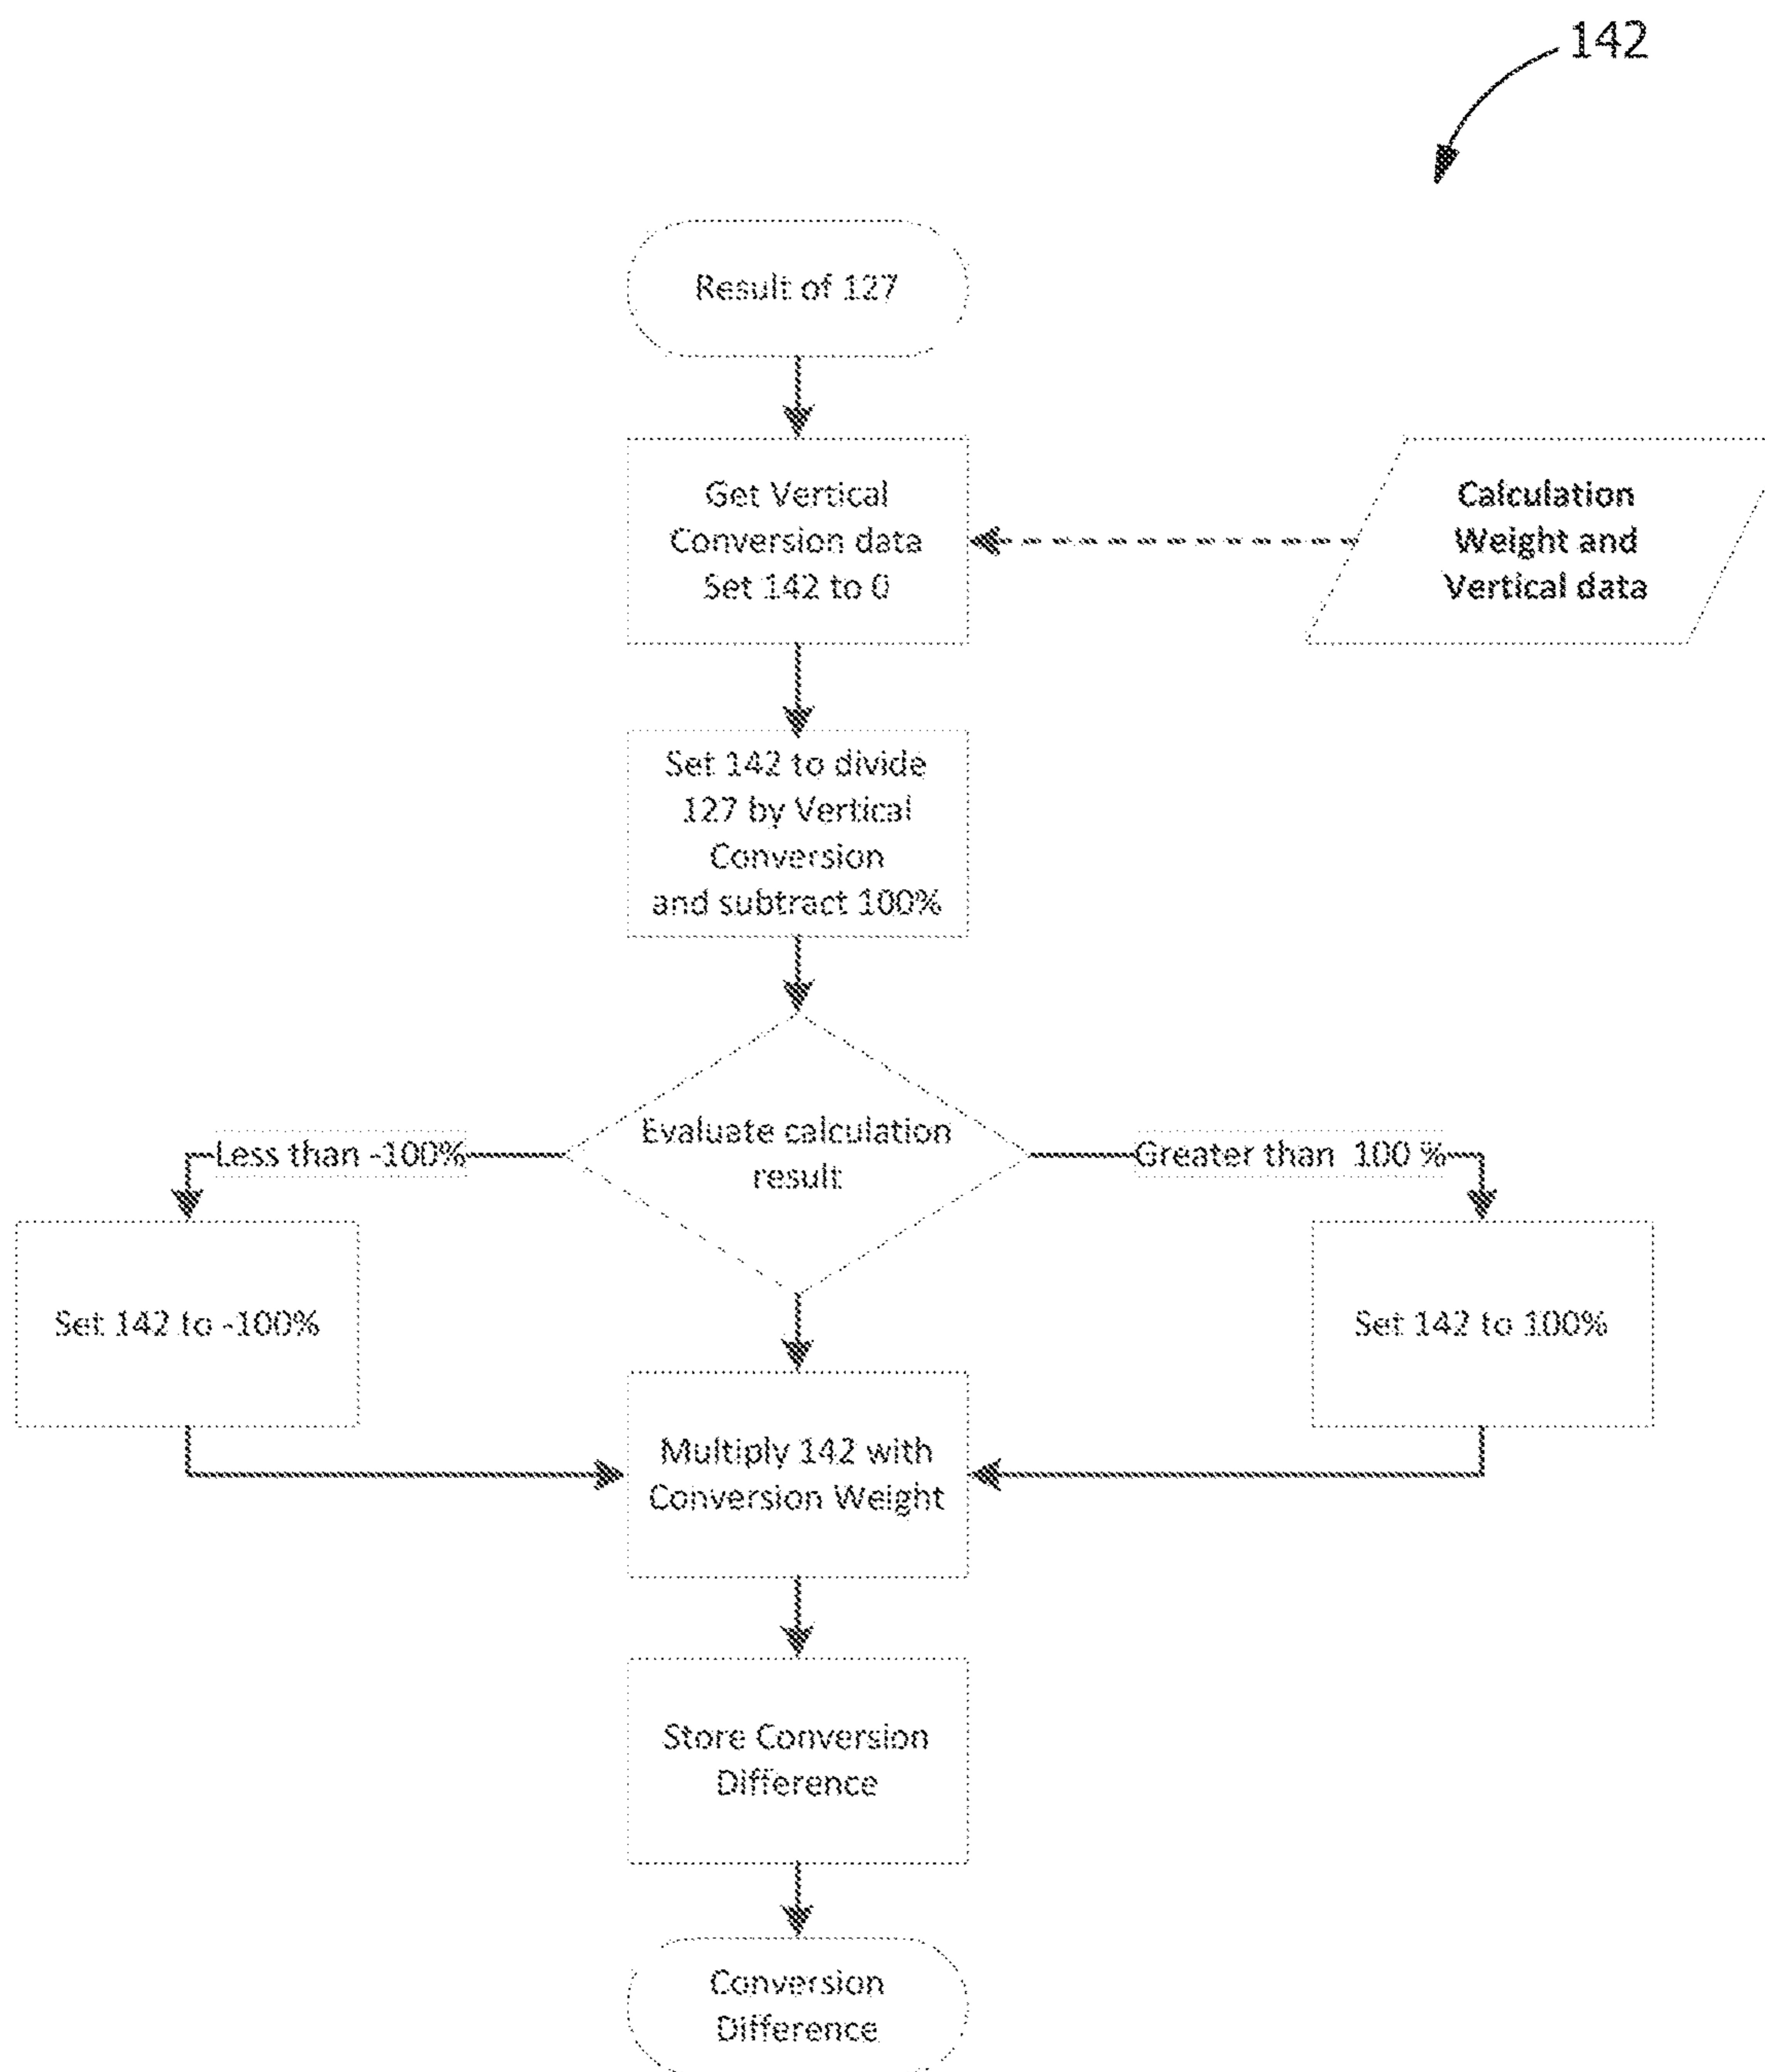 142
Result of 127
Get Vertical
Conversion data
Set 142 to 0
Calculation
Weight and
Vertical data
Set 142 to divide
127 by Vertical
Conversion
and subtract 100%
Evaluate calculation
result
Less than -100%
Greater than 100 %
Set 142 to -100%
Set 142 to 100%
Multiply 142 with
Conversion Weight
Store Conversion
Difference
Conversion
Difference